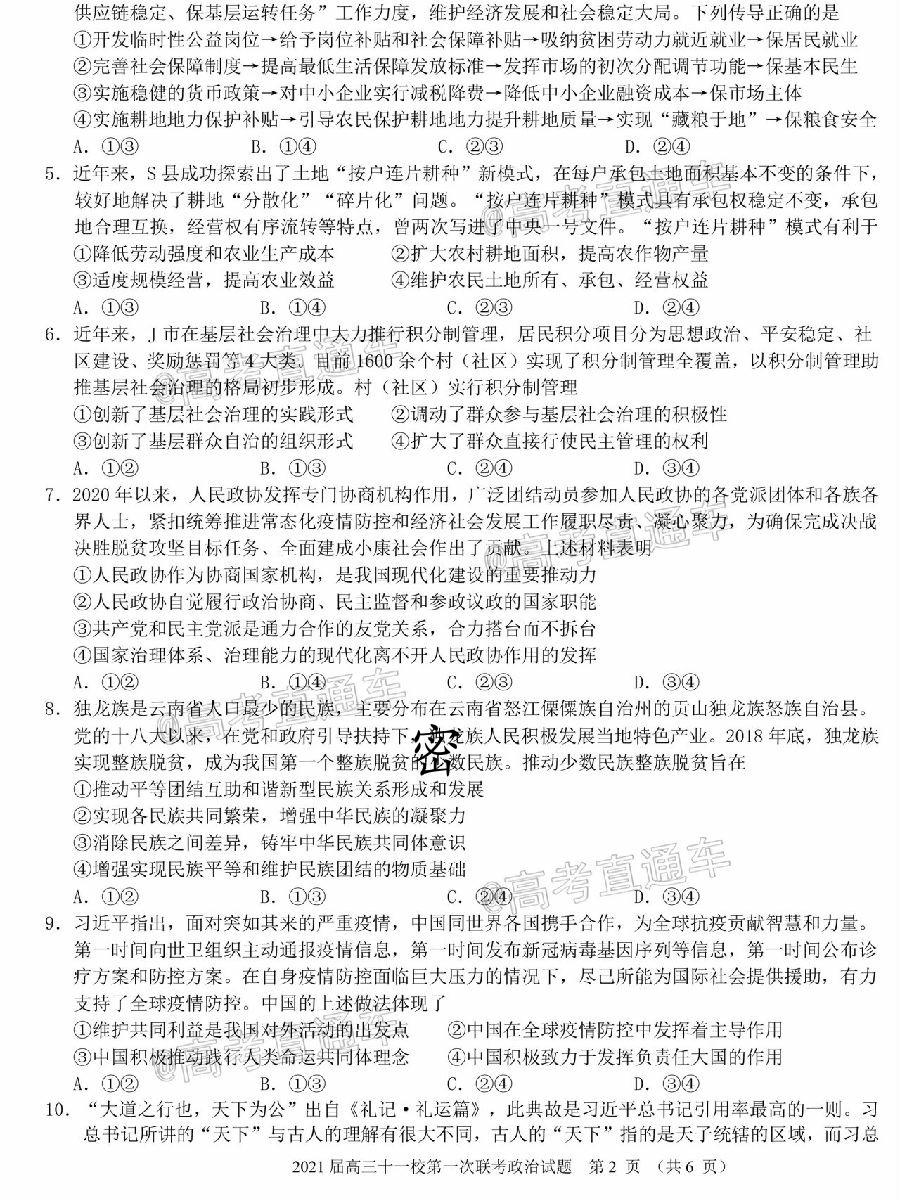 供应链稳定、保基层运转任务”工作力度，维护经济发展和社会稳定大局。下列传导正确的是
①开发临时性公益岗位→给予岗位补贴和社会保障补贴→吸纳贫困劳动力就近就业→保居民就业
②完善社会保障制度→提高最低生活保障发放标准→发挥市场的初次分配调节功能→保基本民生
③实施稳健的货币政策→对中小企业实行减税降费→降低中小企业融资成本→保市场主体
④实施耕地地力保护补贴→引导农民保护耕地地力提升耕地质量→实现“藏粮于地”→保粮食安全
A．①③ B．①④ C．②③ D．②④
5．近年来，S县成功探索出了土地“按户连片耕种”新模式，在每户承包土地面积基本不变的条件下，
较好地解决了耕地“分散化”“碎片化”问题。“按户连片耕种”模式具有承包权稳定不变，承包
地合理互换，经营权有序流转等特点，曾两次写进了中央一号文件。“按户连片耕种”模式有利于
①降低劳动强度和农业生产成本 ②扩大农村耕地面积，提高农作物产量
③适度规模经营，提高农业效益 ④维护农民土地所有、承包、经营权益
A．①③ B．①④ C．②③ D．②④
6．近年来，J市在基层社会治理中大力推行积分制管理，居民积分项目分为思想政治、平安稳定、社
区建设、奖励惩罚等4大类。目前1600余个村（社区）实现了积分制管理全覆盖，以积分制管理助
推基层社会治理的格局初步形成。村（社区）实行积分制管理
①创新了基层社会治理的实践形式 ②调动了群众参与基层社会治理的积极性
③创新了基层群众自治的组织形式 ④扩大了群众直接行使民主管理的权利
A．①② B．①③ C．②④ D．③④
7．2020年以来，人民政协发挥专门协商机构作用，广泛团结动员参加人民政协的各党派团体和各族各
界人士，紧扣统筹推进常态化疫情防控和经济社会发展工作履职尽责、凝心聚力，为确保完成决战
决胜脱贫攻坚目标任务、全面建成小康社会作出了贡献。上述材料表明
①人民政协作为协商国家机构，是我国现代化建设的重要推动力
②人民政协自觉履行政治协商、民主监督和参政议政的国家职能
③共产党和民主党派是通力合作的友党关系，合力搭台而不拆台
④国家治理体系、治理能力的现代化离不开人民政协作用的发挥
A．①② B．①④ C．②③ D．③④
8．独龙族是云南省人口最少的民族，主要分布在云南省怒江傈僳族自治州的贡山独龙族怒族自治县。
党的十八大以来，在党和政府引导扶持下，独龙族人民积极发展当地特色产业。2018年底，独龙族
实现整族脱贫，成为我国第一个整族脱贫的少数民族。推动少数民族整族脱贫旨在
①推动平等团结互助和谐新型民族关系形成和发展
②实现各民族共同繁荣，增强中华民族的凝聚力
③消除民族之间差异，铸牢中华民族共同体意识
④增强实现民族平等和维护民族团结的物质基础
A．①② B．①③ C．②④ D．③④
9．习近平指出，面对突如其来的严重疫情，中国同世界各国携手合作，为全球抗疫贡献智慧和力量。
第一时间向世卫组织主动通报疫情信息，第一时间发布新冠病毒基因序列等信息，第一时间公布诊
疗方案和防控方案。在自身疫情防控面临巨大压力的情况下，尽己所能为国际社会提供援助，有力
支持了全球疫情防控。中国的上述做法体现了
①维护共同利益是我国对外活动的出发点 ②中国在全球疫情防控中发挥着主导作用
③中国积极推动践行人类命运共同体理念 ④中国积极致力于发挥负责任大国的作用
A．①② B．①③ C．②④ D．③④
10．“大道之行也，天下为公”出自《礼记·礼运篇》，此典故是习近平总书记引用率最高的一则。习
总书记所讲的“天下”与古人的理解有很大不同，古人的“天下”指的是天子统辖的区域，而习总
2021届高三十一校第一次联考政治试题 第2页（共6页）
密
@高考直通车
@高考直通车
@高考直通车
@高考直通车
@高考直通车
@高考直通车